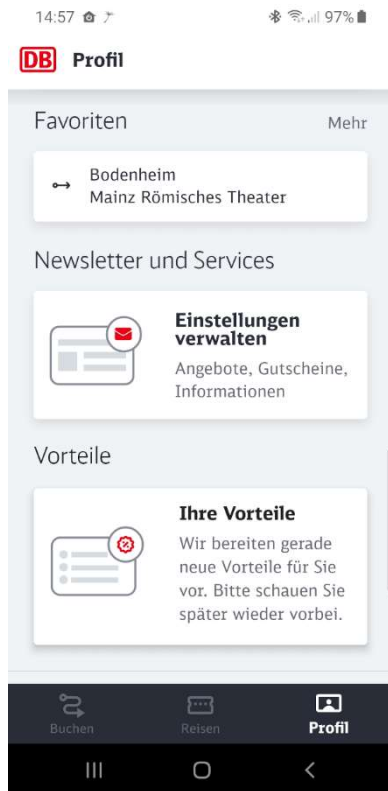 14:57 97%
DB Profil
Favoriten Mehr
Bodenheim
Mainz Römisches Theater
Newsletter und Services
Einstellungen
verwalten
Angebote, Gutscheine,
Informationen
Vorteile
Ihre Vorteile
Wir bereiten gerade
neue Vorteile für Sie
vor. Bitte schauen Sie
später wieder vorbei.
Buchen Reisen Profil